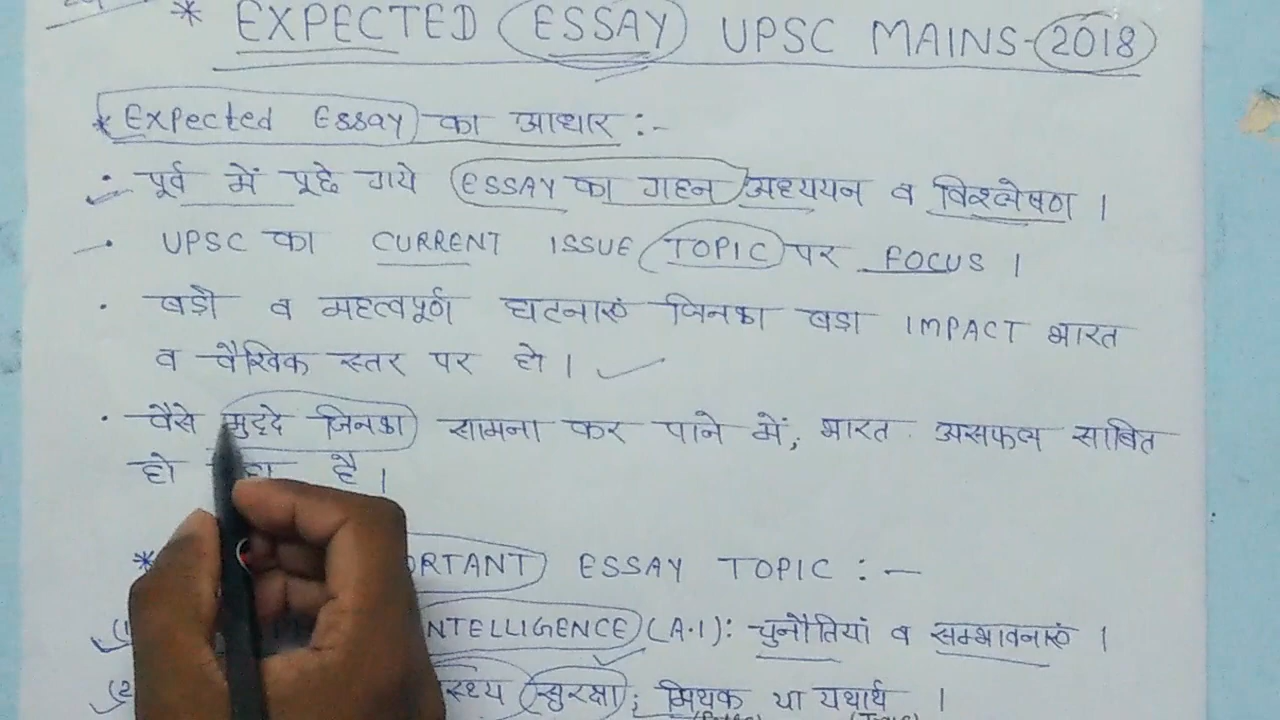 * EXPECTED ESSAY UPSC MAINS-2018
* Expected Essay का आधार :-
· पूर्व में पूछे गये ESSAY का गहन अध्ययन व विश्लेषण ।
· UPSC का CURRENT ISSUE TOPIC पर FOCUS ।
· बड़ी व महत्वपूर्ण घटनाएं जिनका बड़ा IMPACT भारत
व वैश्विक स्तर पर हो ।
· वैसे मुद्दे जिनका सामना कर पाने में, भारत असफल साबित
हो है ।
* ORTANT ESSAY TOPIC : —
(1 NTELLIGENCE (A.I): चुनौतियां व सम्भावनाएं ।
(2 स्थ्य सुरक्षा ; मिथक या यथार्थ ।